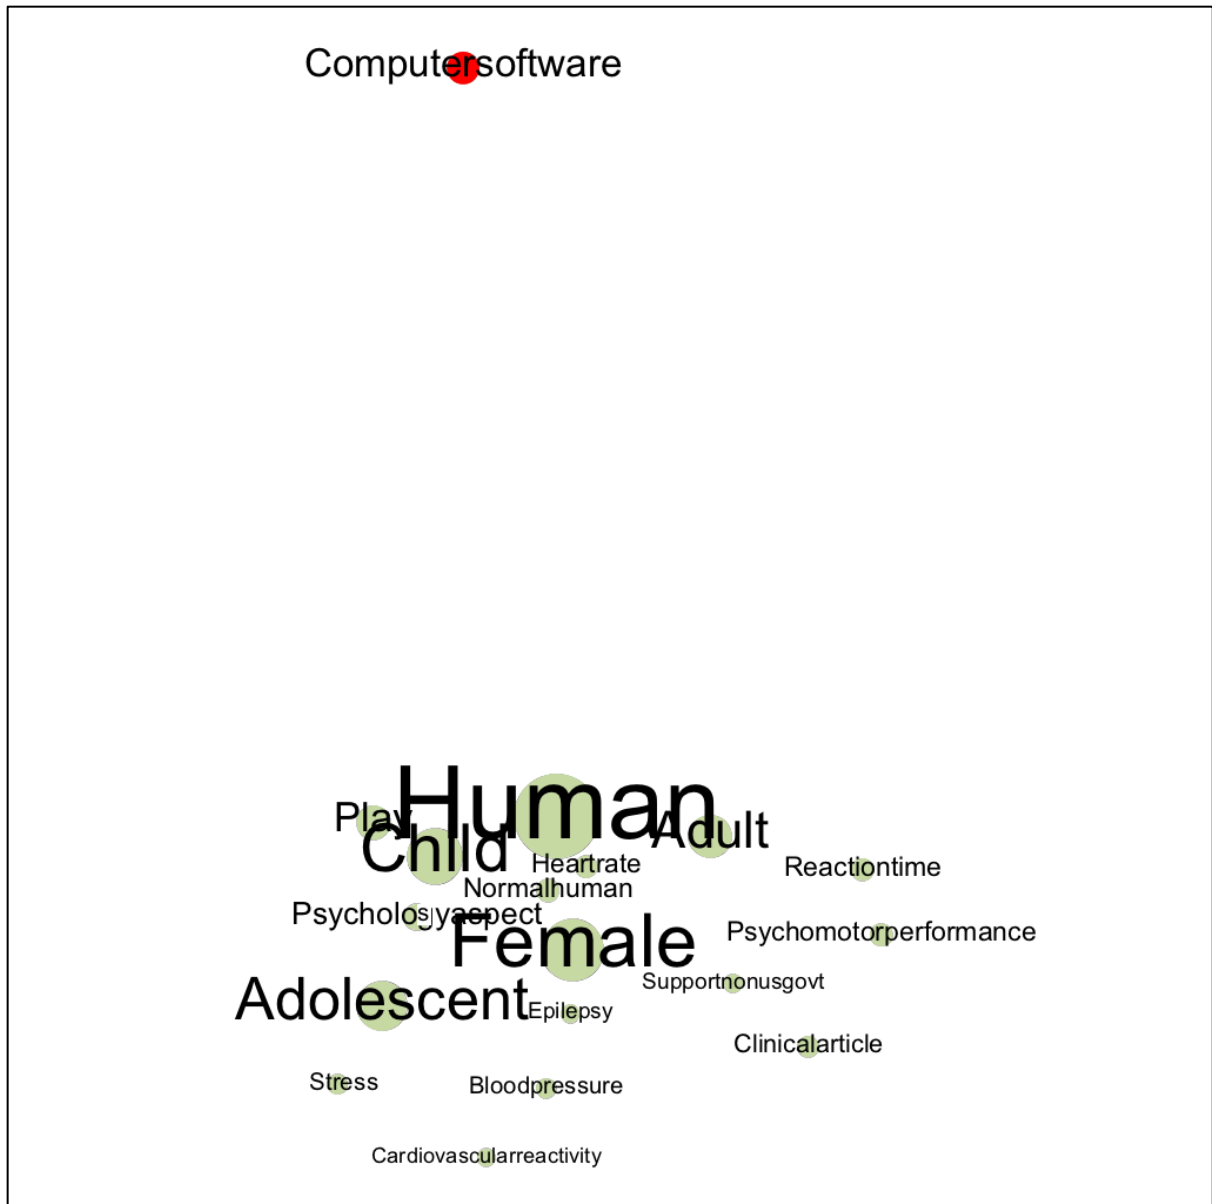 Computersoftware
Human
Play
Adult
Child
Heartrate
Reactiontime
Normalhuman
Psychologyaspect
Female
Psychomotorperformance
Supportnonusgovt
Adolescent
Epilepsy
Clinicalarticle
Stress
Bloodpressure
Cardiovascularreactivity